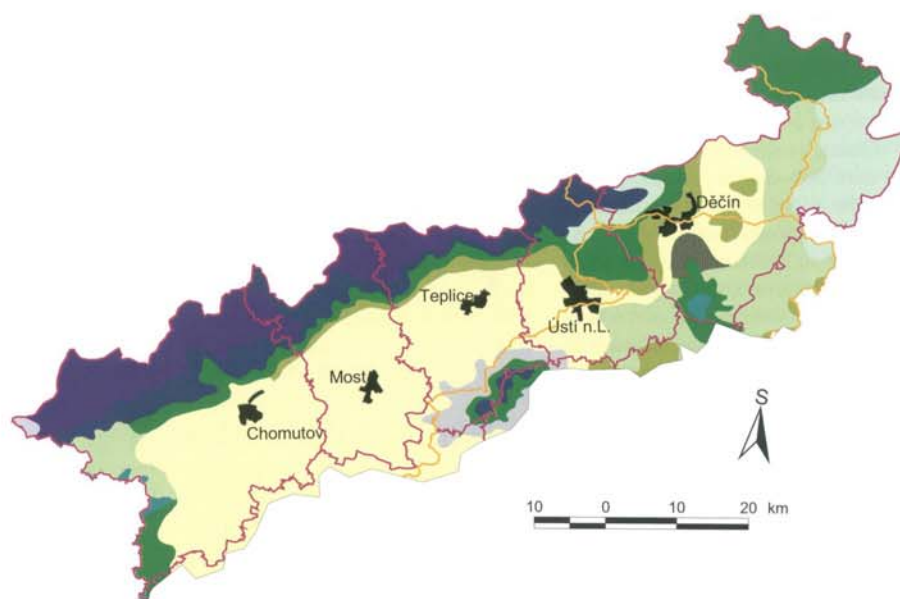 Děčín
Teplice
Ústí n.L.
Most
Chomutov
S
10 0 10 20 km